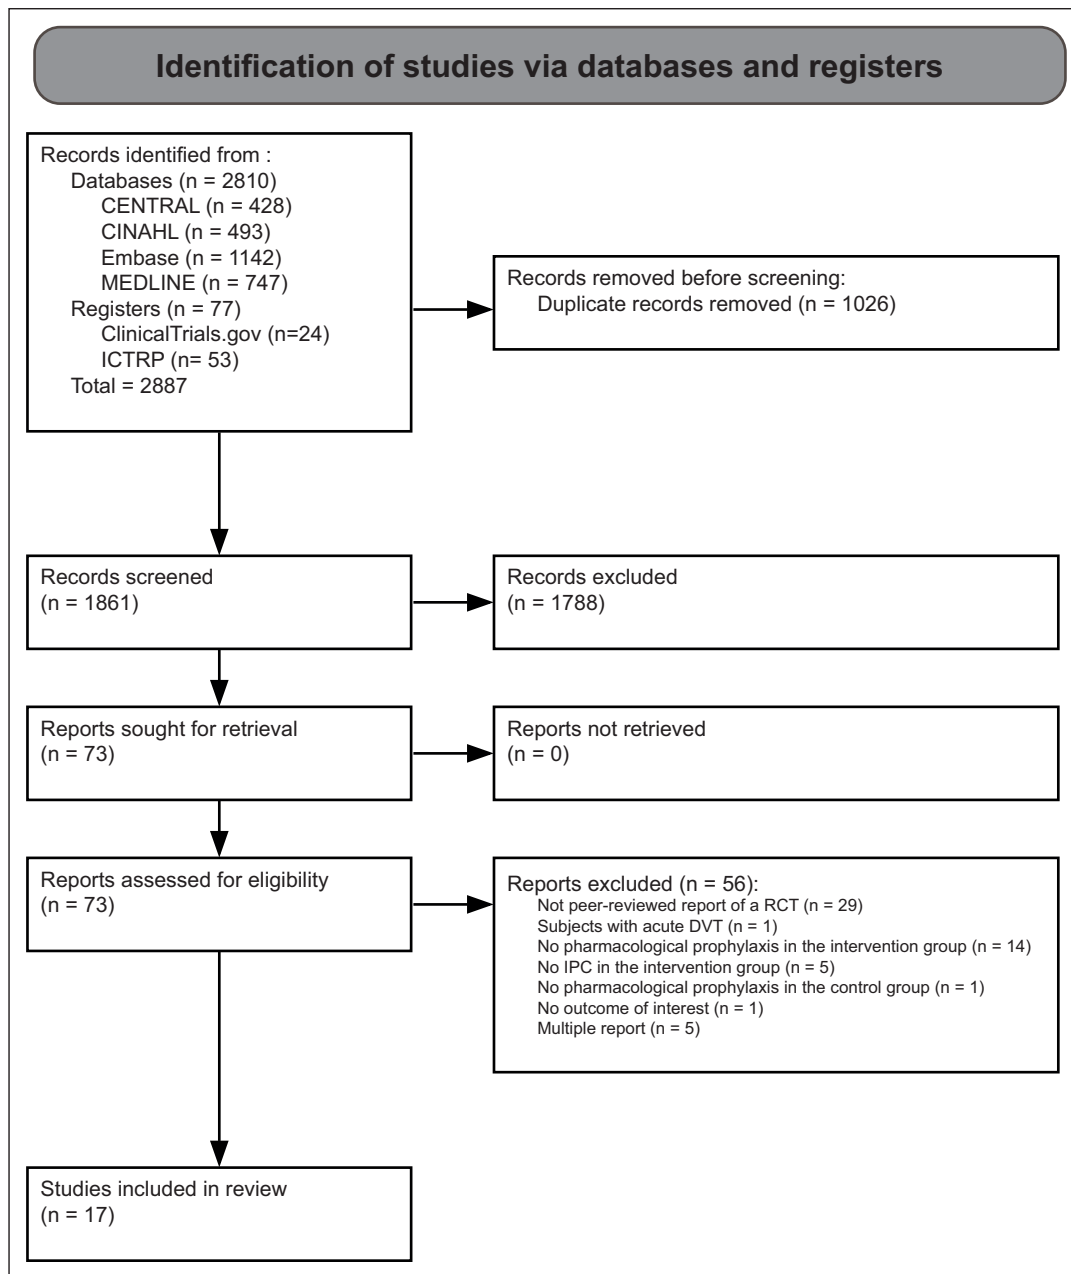 Identification of studies via databases and registers
Records identified from :
Databases (n = 2810)
CENTRAL (n = 428)
CINAHL (n = 493)
Embase (n = 1142)
MEDLINE (n = 747)
Registers (n = 77)
ClinicalTrials.gov (n=24)
ICTRP (n= 53)
Total = 2887
Records removed before screening:
Duplicate records removed (n = 1026)
Records screened
(n = 1861)
Records excluded
(n = 1788)
Reports sought for retrieval
(n = 73)
Reports not retrieved
(n = 0)
Reports assessed for eligibility
(n = 73)
Reports excluded (n = 56):
Not peer-reviewed report of a RCT (n = 29)
Subjects with acute DVT (n = 1)
No pharmacological prophylaxis in the intervention group (n = 14)
No IPC in the intervention group (n = 5)
No pharmacological prophylaxis in the control group (n = 1)
No outcome of interest (n = 1)
Multiple report (n = 5)
Studies included in review
(n = 17)